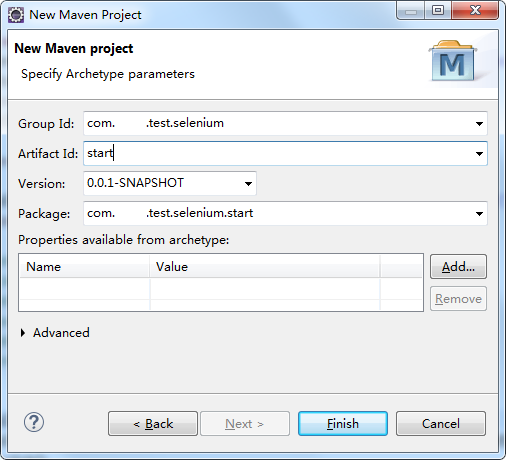 New Maven Project
New Maven project
Specify Archetype parameters
M
Group Id: com. .test.selenium
Artifact Id: start
Version: 0.0.1-SNAPSHOT
Package: com. .test.selenium.start
Properties available from archetype:
Name Value
Add...
Remove
Advanced
? < Back Next > Finish Cancel